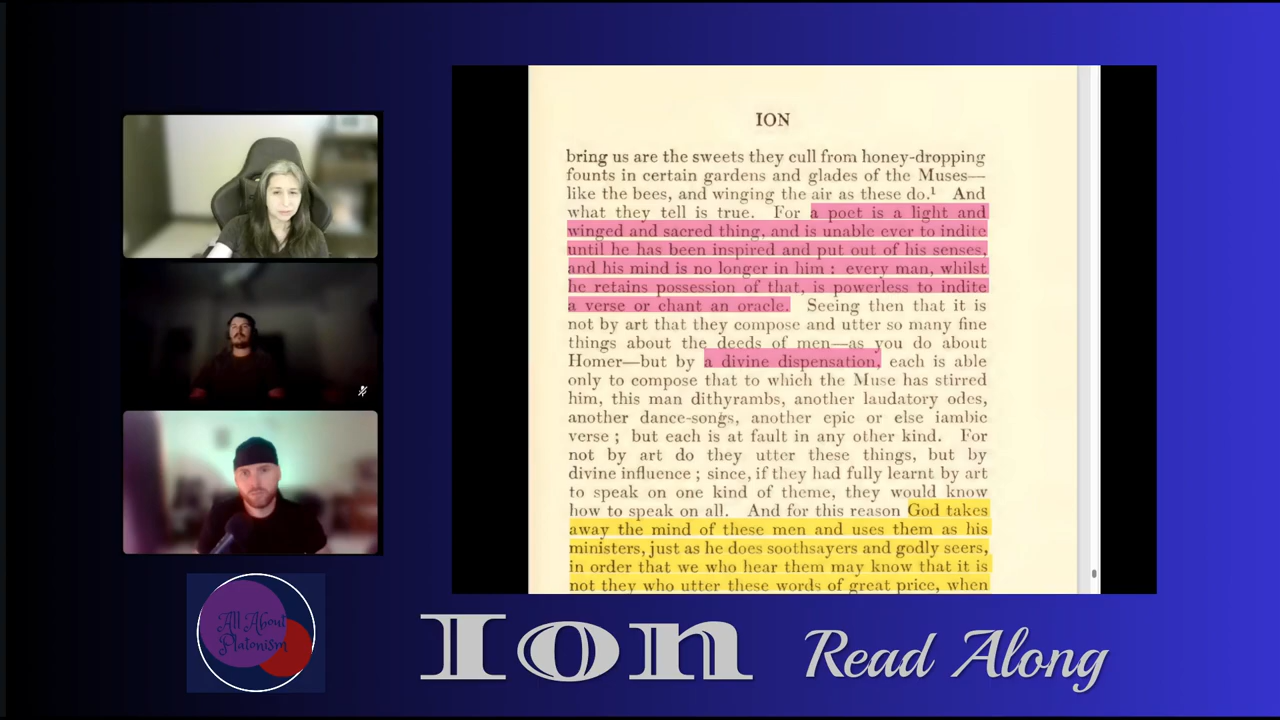 ION
bring us are the sweets they cull from honey-dropping
founts in certain gardens and glades of the Muses—
like the bees, and winging the air as these do.¹ And
what they tell is true. For a poet is a light and
winged and sacred thing, and is unable ever to indite
until he has been inspired and put out of his senses,
and his mind is no longer in him : every man, whilst
he retains possession of that, is powerless to indite
a verse or chant an oracle. Seeing then that it is
not by art that they compose and utter so many fine
things about the deeds of men—as you do about
Homer—but by a divine dispensation, each is able
only to compose that to which the Muse has stirred
him, this man dithyrambs, another laudatory odes,
another dance-songs, another epic or else iambic
verse ; but each is at fault in any other kind. For
not by art do they utter these things, but by
divine influence ; since, if they had fully learnt by art
to speak on one kind of theme, they would know
how to speak on all. And for this reason God takes
away the mind of these men and uses them as his
ministers, just as he does soothsayers and godly seers,
in order that we who hear them may know that it is
not they who utter these words of great price, when
All About
Platonism
Ion Read Along